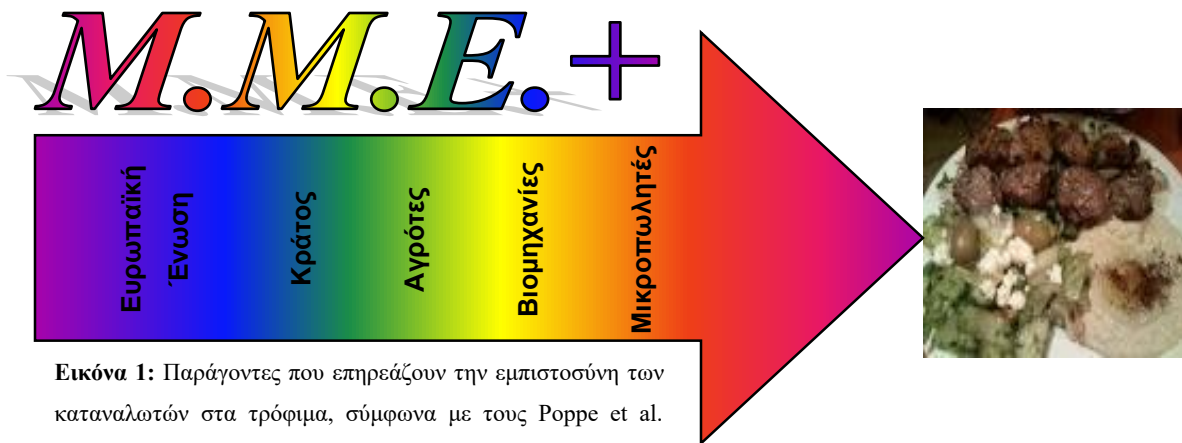 M.M.E.+
Ευρωπαϊκή
Ένωση
Κράτος
Αγρότες
Βιομηχανίες
Μικροπωλητές
Εικόνα 1: Παράγοντες που επηρεάζουν την εμπιστοσύνη των
καταναλωτών στα τρόφιμα, σύμφωνα με τους Poppe et al.